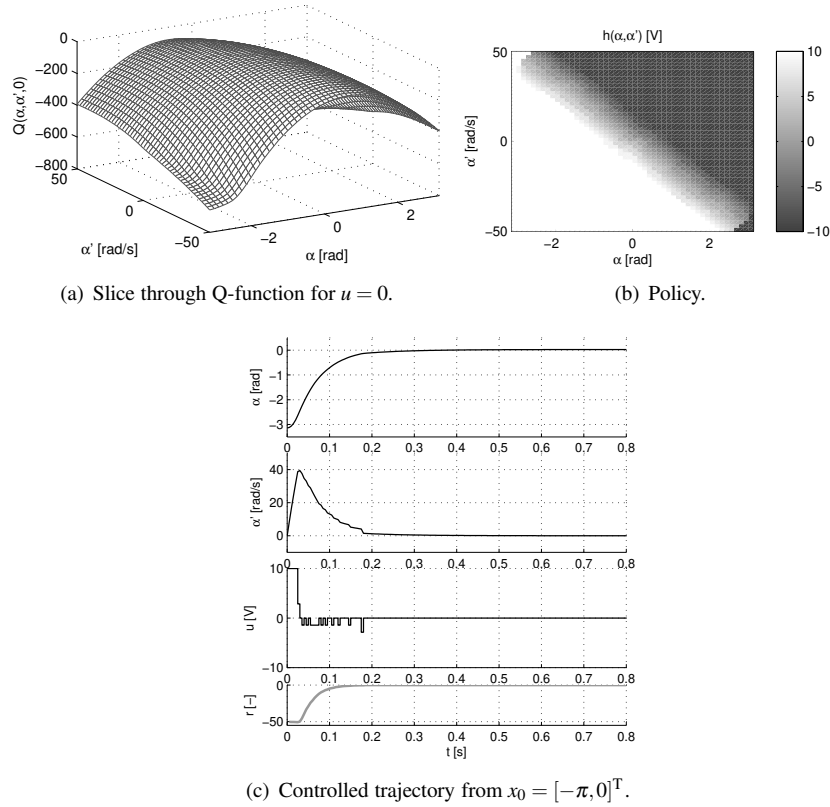 0
−200
−400
−600
−800
Q(α,α',0)
50
0
−50
α' [rad/s]
−2
0
2
α [rad]
(a) Slice through Q-function for u = 0.
h(α,α') [V]
50
0
−50
α' [rad/s]
−2
0
2
α [rad]
10
5
0
−5
−10
(b) Policy.
0
−1
−2
−3
α [rad]
0 0.1 0.2 0.3 0.4 0.5 0.6 0.7 0.8
40
20
0
α' [rad/s]
0 0.1 0.2 0.3 0.4 0.5 0.6 0.7 0.8
10
0
−10
u [V]
0 0.1 0.2 0.3 0.4 0.5 0.6 0.7 0.8
0
−50
r [−]
0 0.1 0.2 0.3 0.4 0.5 0.6 0.7 0.8
t [s]
(c) Controlled trajectory from x₀ = [−π,0]ᵀ.